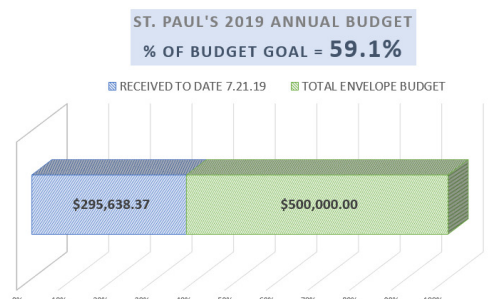 ST. PAUL'S 2019 ANNUAL BUDGET
% OF BUDGET GOAL = 59.1%
RECEIVED TO DATE 7.21.19 TOTAL ENVELOPE BUDGET
$295,638.37 $500,000.00